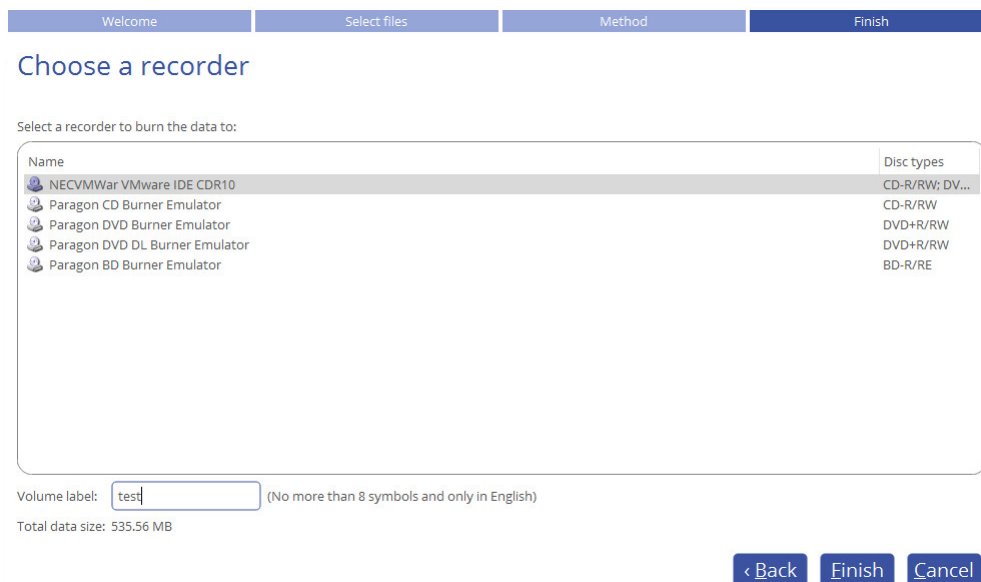 Welcome Select files Method Finish
Choose a recorder
Select a recorder to burn the data to:
Name Disc types
NECVMWar VMware IDE CDR10 CD-R/RW; DV...
Paragon CD Burner Emulator CD-R/RW
Paragon DVD Burner Emulator DVD+R/RW
Paragon DVD DL Burner Emulator DVD+R/RW
Paragon BD Burner Emulator BD-R/RE
Volume label: test (No more than 8 symbols and only in English)
Total data size: 535.56 MB
‹ Back Finish Cancel